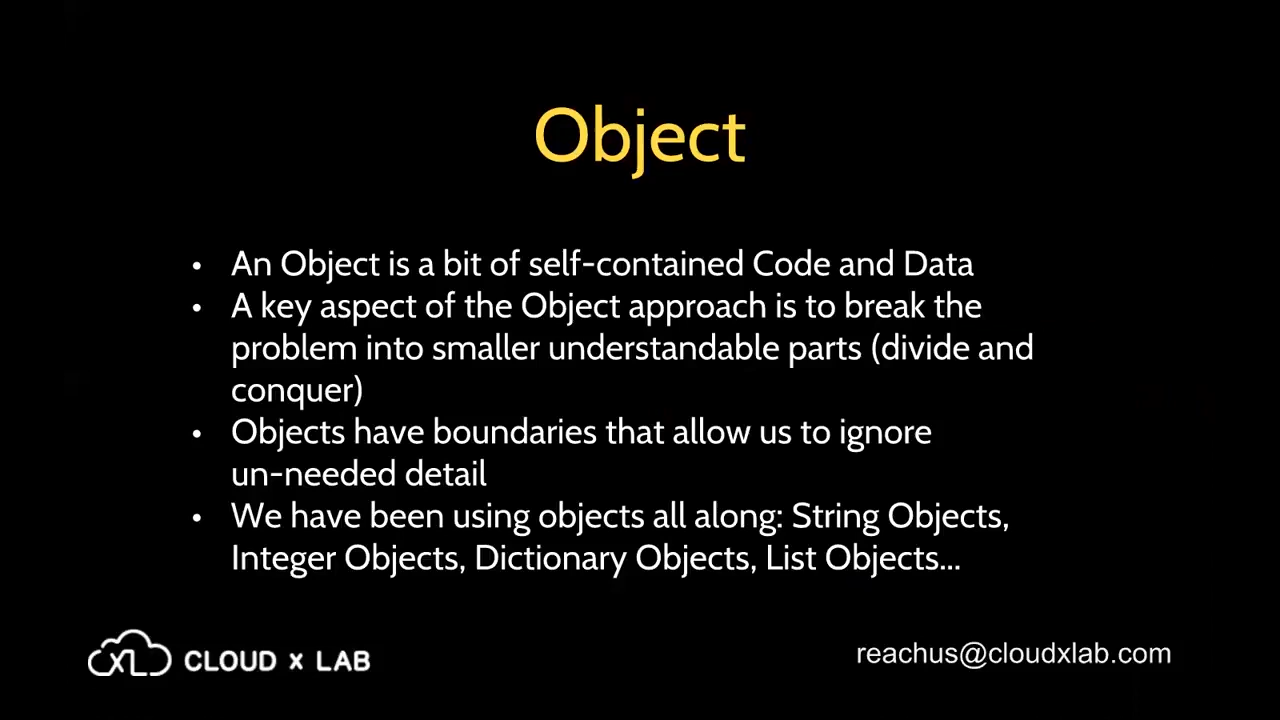 Object
• An Object is a bit of self-contained Code and Data
• A key aspect of the Object approach is to break the
problem into smaller understandable parts (divide and
conquer)
• Objects have boundaries that allow us to ignore
un-needed detail
• We have been using objects all along: String Objects,
Integer Objects, Dictionary Objects, List Objects...
XL CLOUD x LAB
reachus@cloudxlab.com